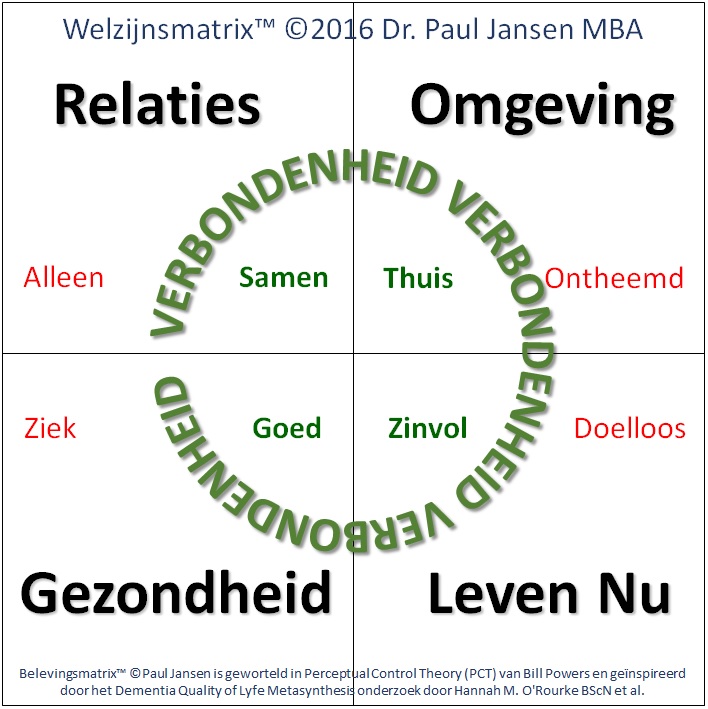 Welzijnsmatrix™ ©2016 Dr. Paul Jansen MBA
Relaties
Omgeving
VERBONDENHEID VERBONDENHEID VERBONDENHEID
Alleen
Samen
Thuis
Ontheemd
Ziek
Goed
Zinvol
Doelloos
Gezondheid
Leven Nu
Belevingsmatrix™ ©Paul Jansen is geworteld in Perceptual Control Theory (PCT) van Bill Powers en geïnspireerd
door het Dementia Quality of Lyfe Metasynthesis onderzoek door Hannah M. O'Rourke BScN et al.